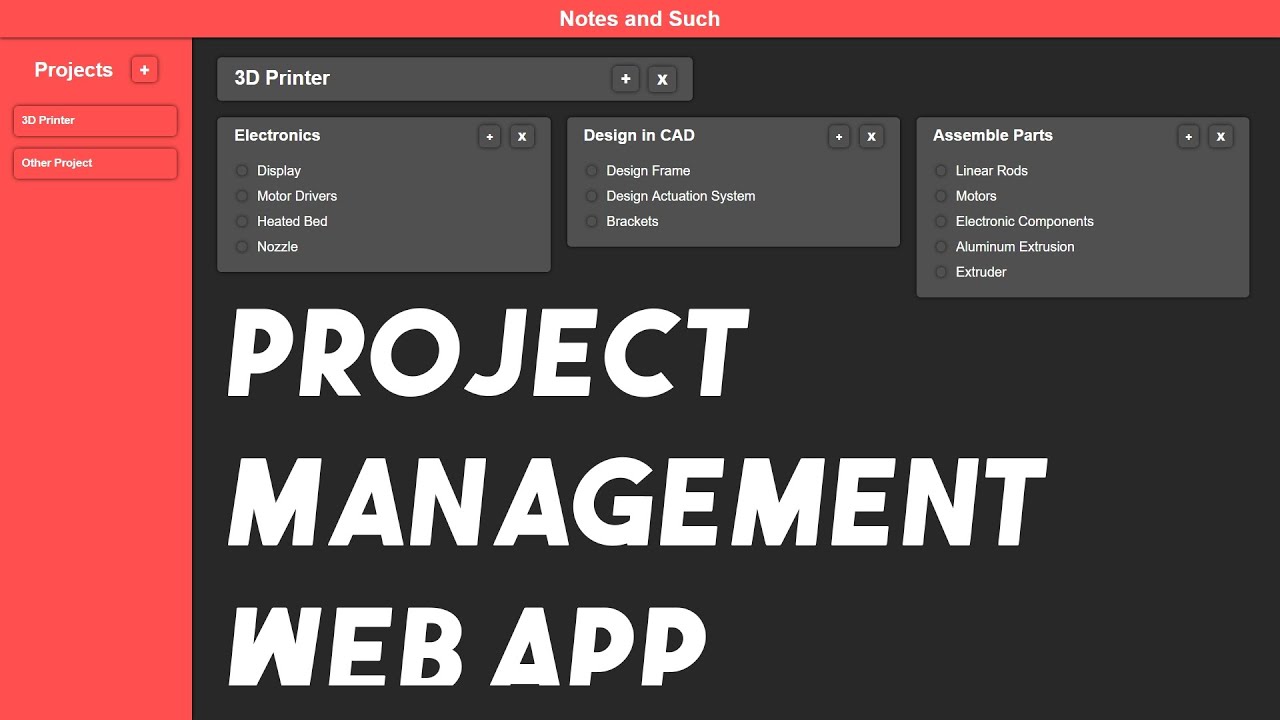 Notes and Such
Projects +
3D Printer
Other Project
3D Printer + x
Electronics + x
Display
Motor Drivers
Heated Bed
Nozzle
Design in CAD + x
Design Frame
Design Actuation System
Brackets
Assemble Parts + x
Linear Rods
Motors
Electronic Components
Aluminum Extrusion
Extruder
PROJECT
MANAGEMENT
WEB APP